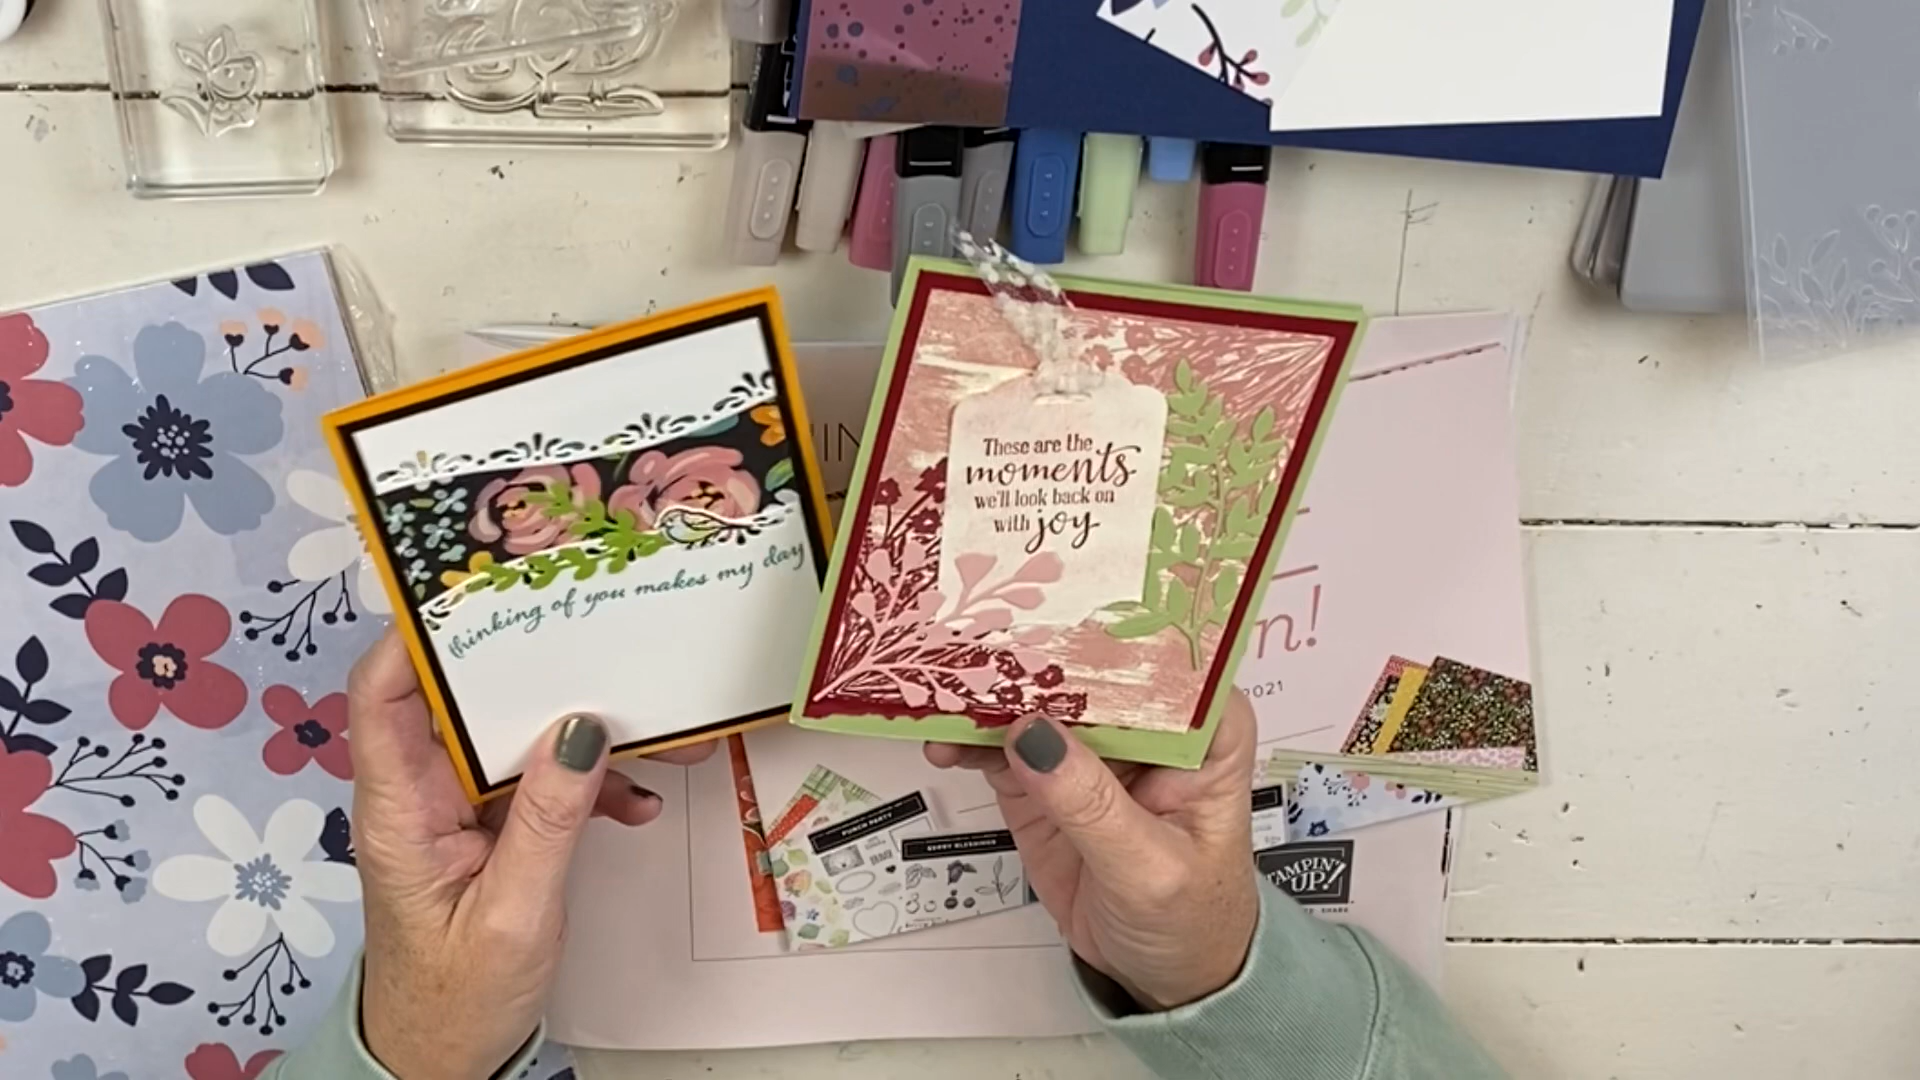 thinking of you makes my day
These are the
moments
we'll look back on
with joy
n!
2021
PUNCH PARTY
BERRY BLESSINGS
STAMPIN'
UP!
SHARE